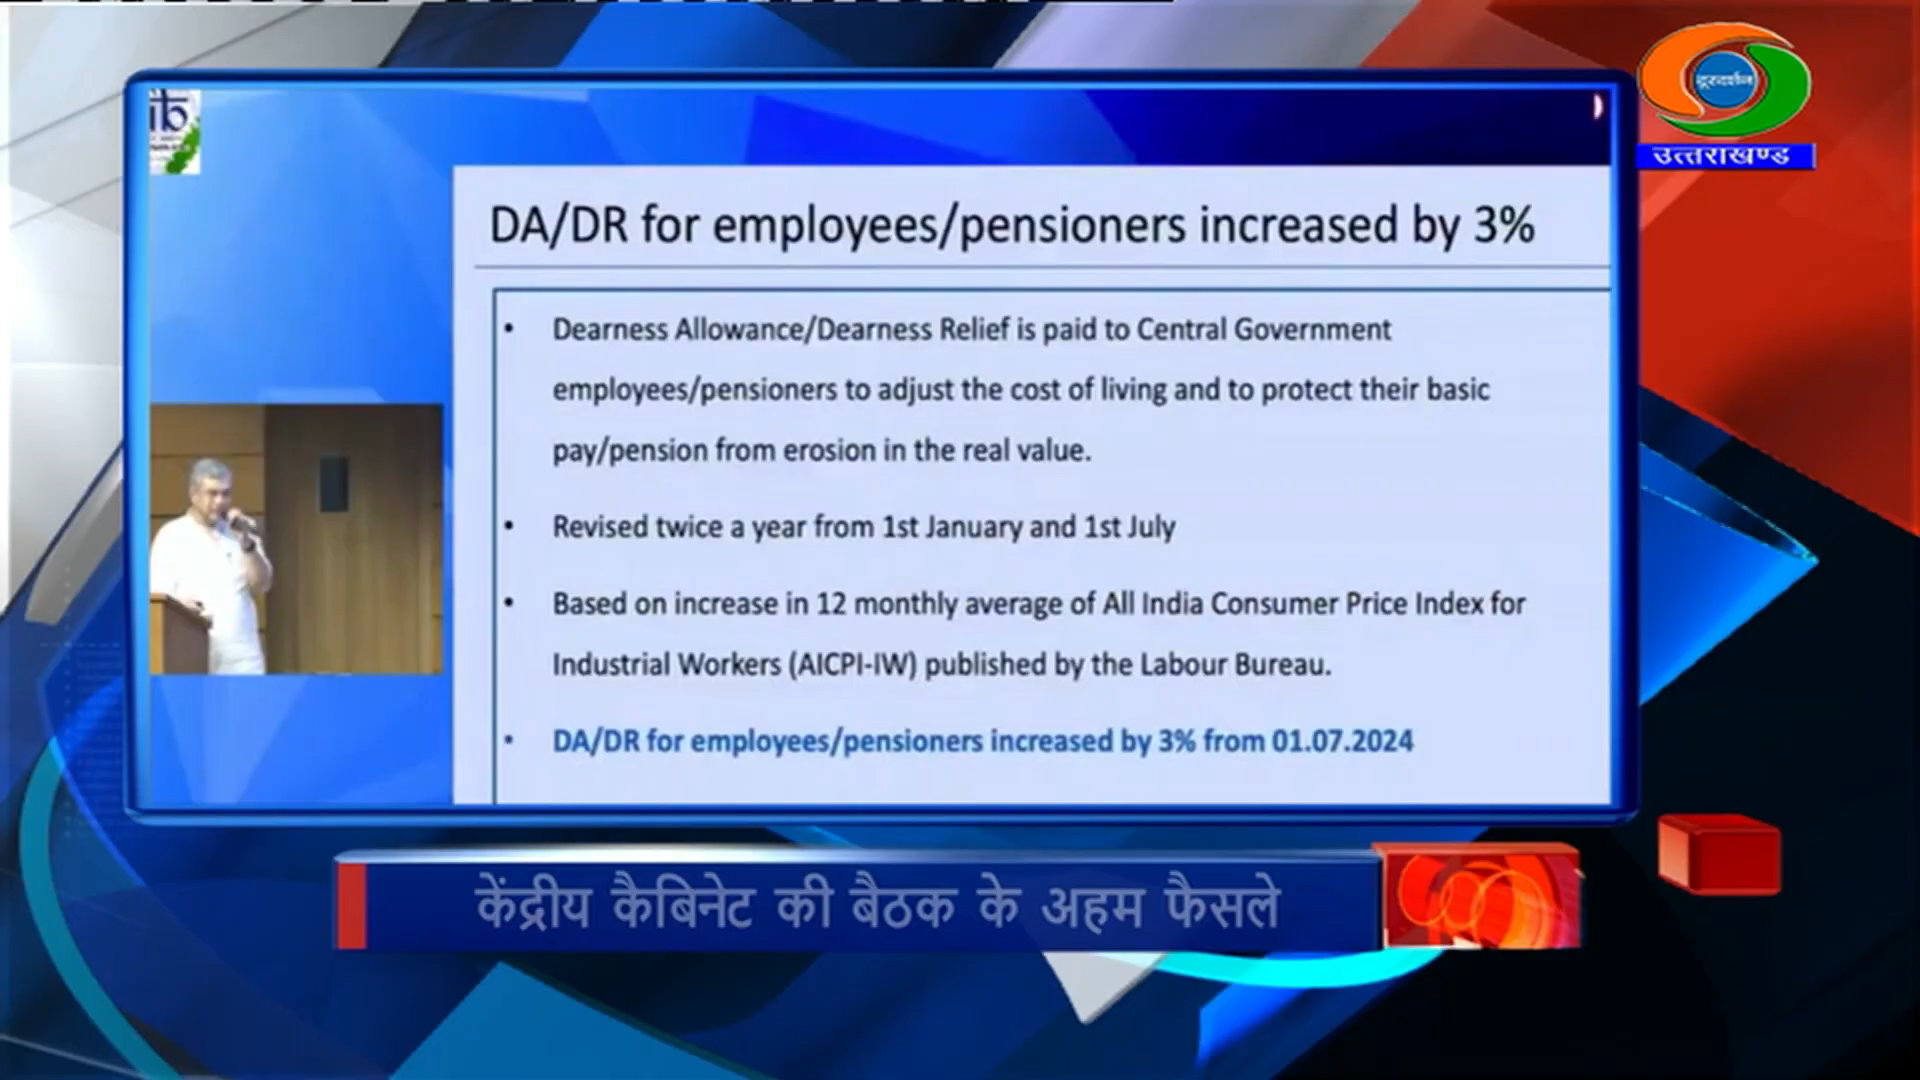 दूरदर्शन
उत्तराखण्ड
ib
DA/DR for employees/pensioners increased by 3%
• Dearness Allowance/Dearness Relief is paid to Central Government
employees/pensioners to adjust the cost of living and to protect their basic
pay/pension from erosion in the real value.
• Revised twice a year from 1st January and 1st July
• Based on increase in 12 monthly average of All India Consumer Price Index for
Industrial Workers (AICPI-IW) published by the Labour Bureau.
• DA/DR for employees/pensioners increased by 3% from 01.07.2024
केंद्रीय कैबिनेट की बैठक के अहम फैसले